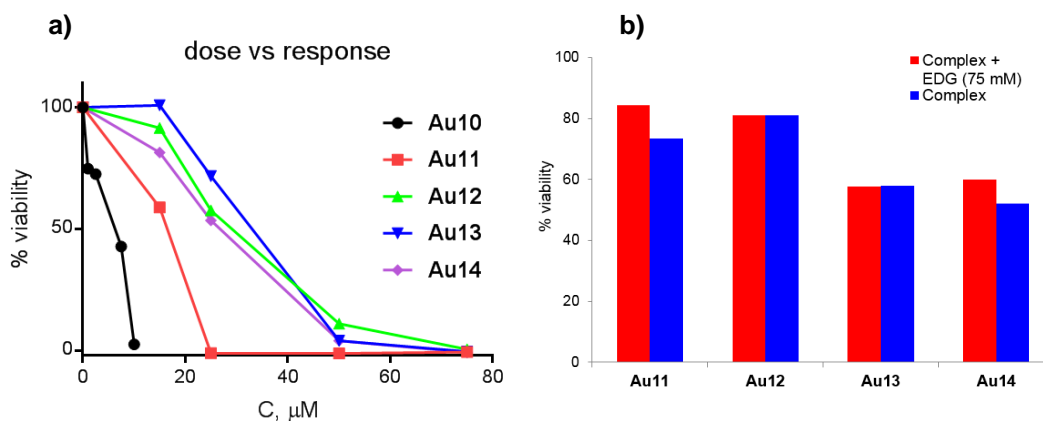 a)
dose vs response
100
50
0
% viability
0
20
40
60
80
C, μM
Au10
Au11
Au12
Au13
Au14
b)
100
80
60
40
20
0
% viability
Complex +
EDG (75 mM)
Complex
Au11
Au12
Au13
Au14